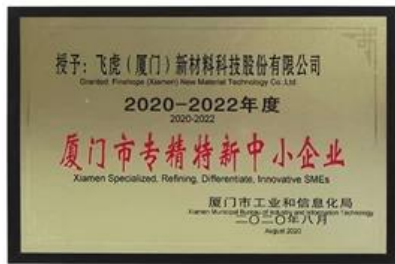 授予：飞虎（厦门）新材料科技股份有限公司
Granted Finehope (Xiamen) New Material Technology Co.,Ltd.
2020-2022年度
2020-2022
厦门市专精特新中小企业
Xiamen Specialized, Refining, Differentiate, Innovative SMEs
厦门市工业和信息化局
Xiamen Municipal Bureau of Industry and Information Technology
二〇二〇年八月
August 2020